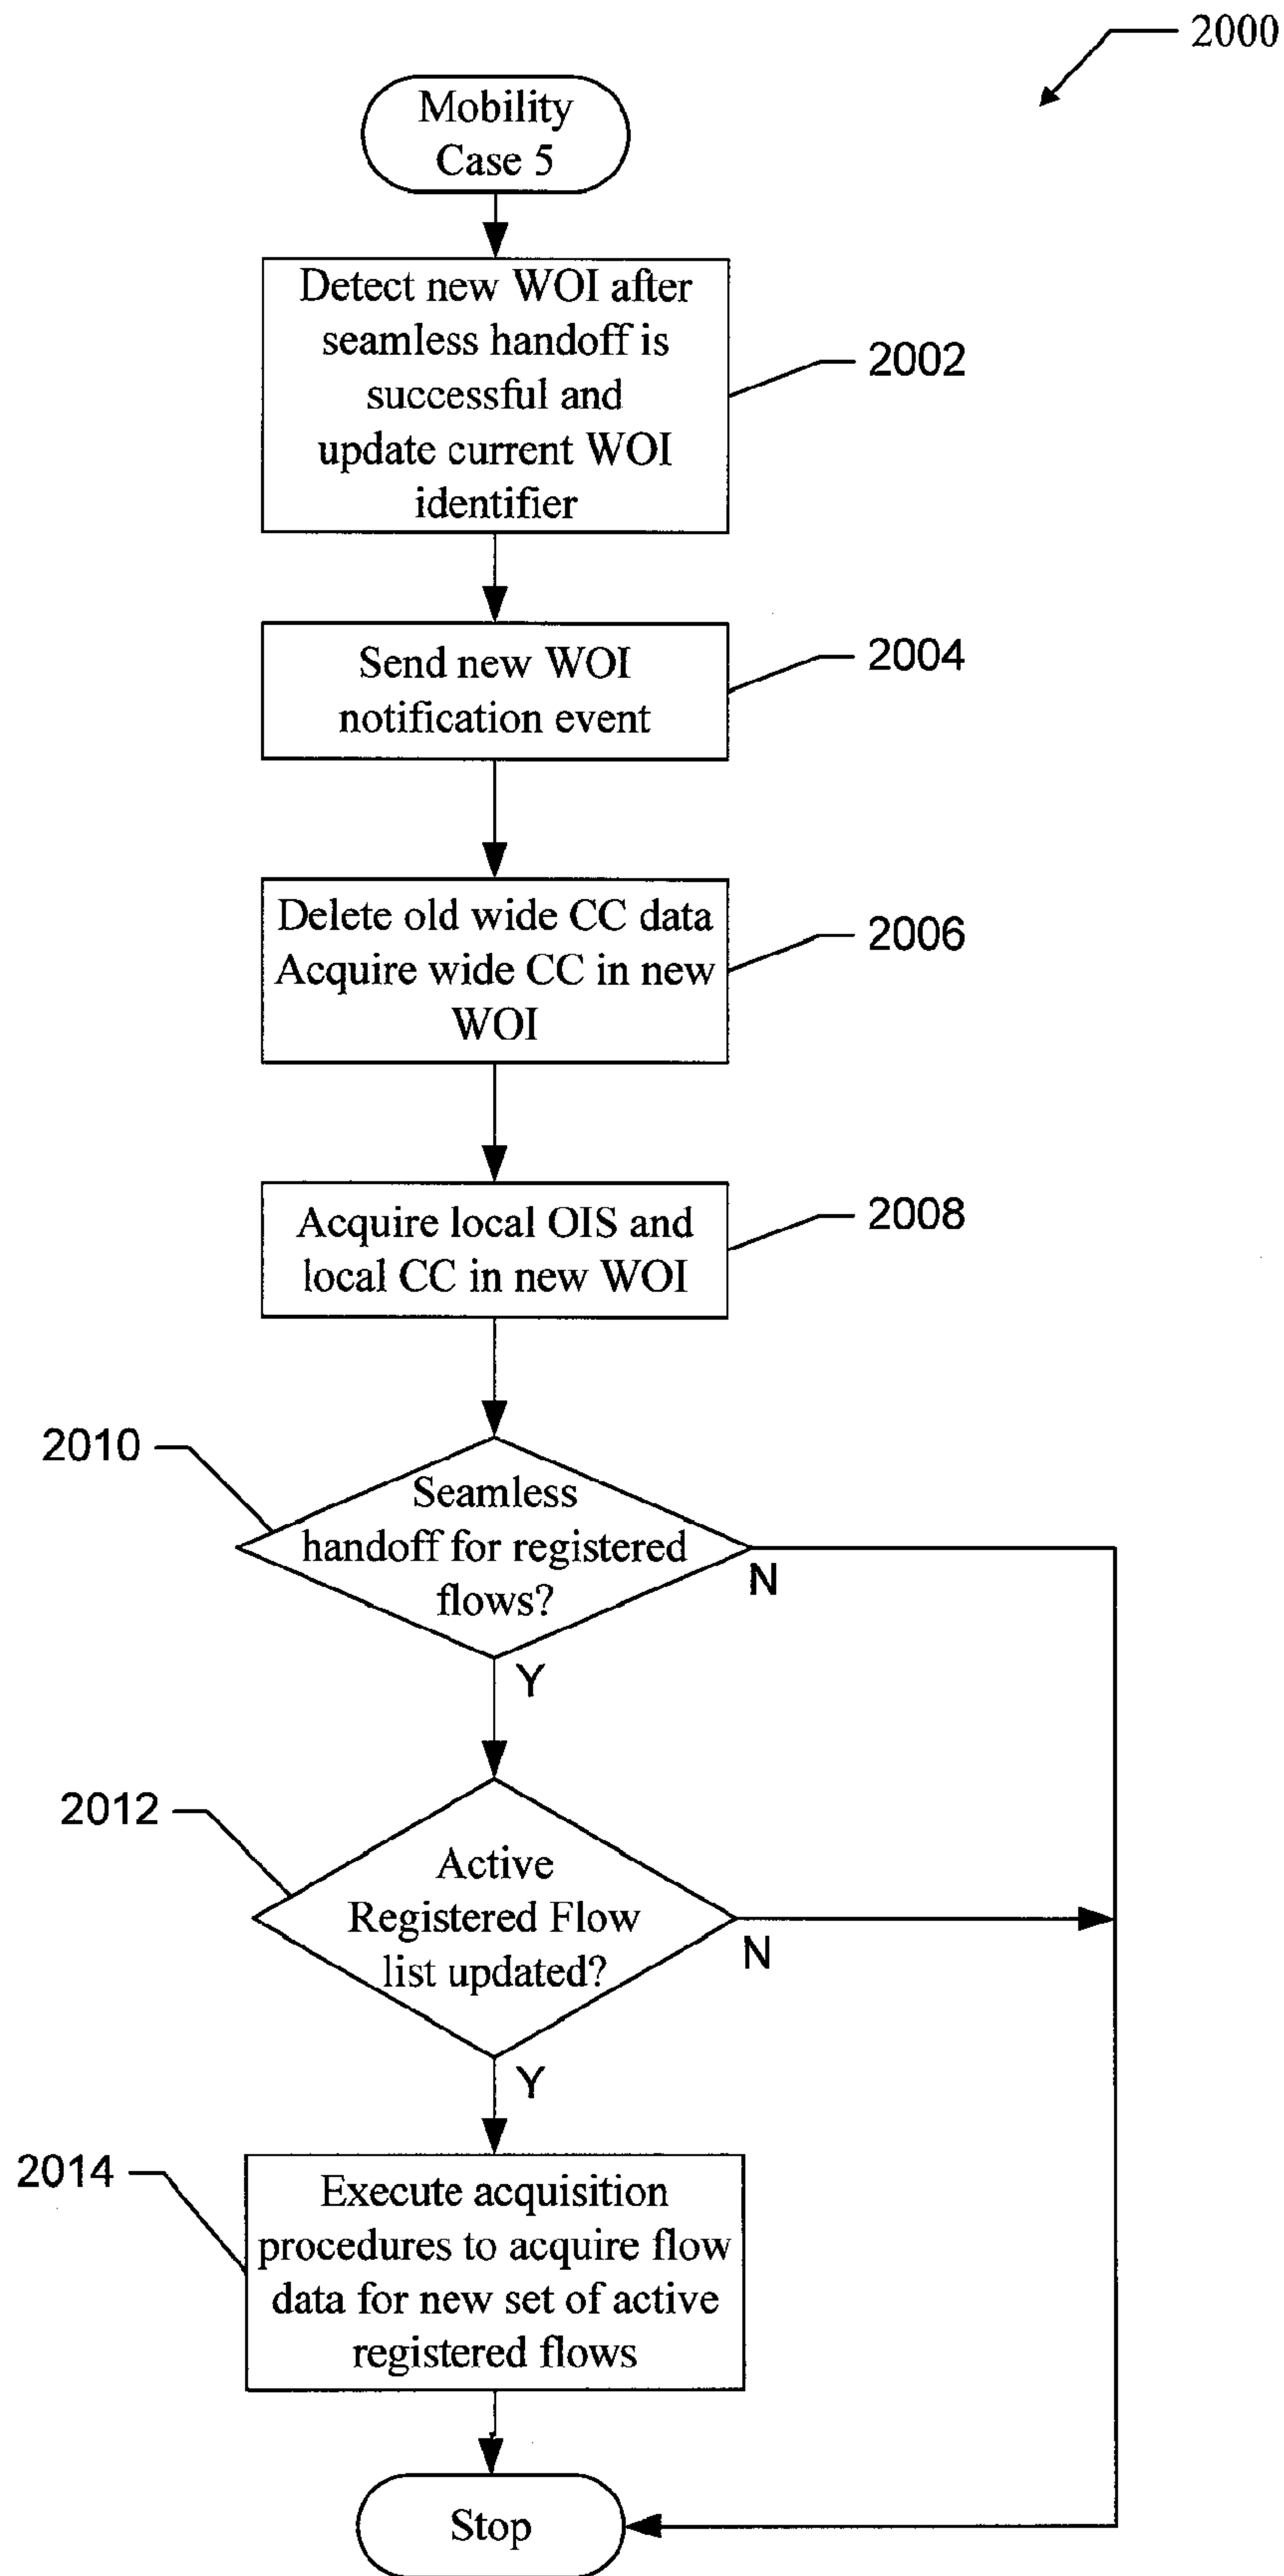 2000
Mobility
Case 5
Detect new WOI after
seamless handoff is
successful and
update current WOI
identifier
2002
Send new WOI
notification event
2004
Delete old wide CC data
Acquire wide CC in new
WOI
2006
Acquire local OIS and
local CC in new WOI
2008
2010
Seamless
handoff for registered
flows?
N
Y
2012
Active
Registered Flow
list updated?
N
Y
2014
Execute acquisition
procedures to acquire flow
data for new set of active
registered flows
Stop